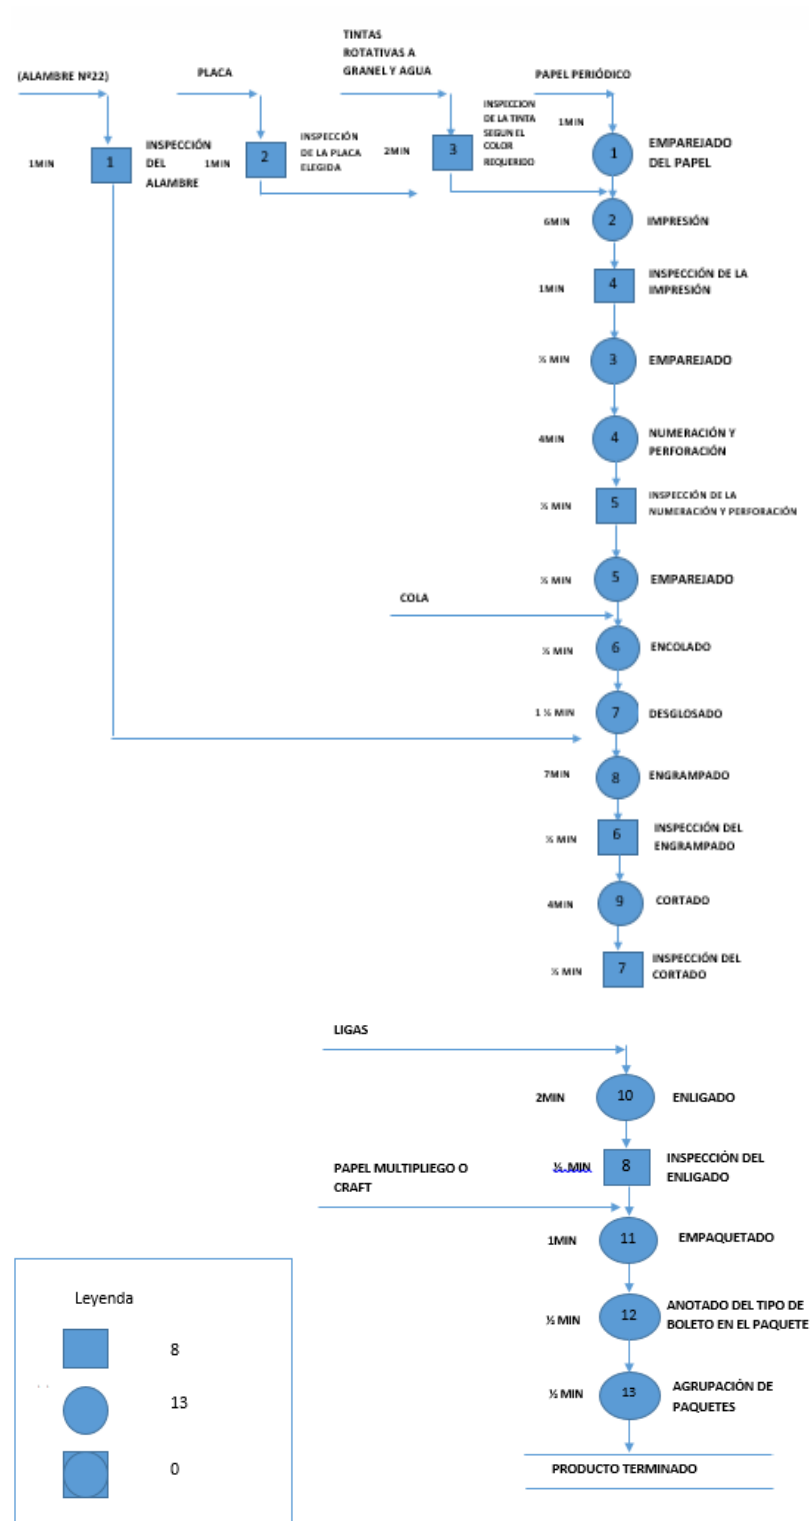 TINTAS
ROTATIVAS A
GRANEL Y AGUA
(ALAMBRE Nº22)
PLACA
PAPEL PERIÓDICO
1MIN
1
INSPECCIÓN
DEL
ALAMBRE
1MIN
2
INSPECCIÓN
DE LA PLACA
ELEGIDA
2MIN
3
INSPECCION
DE LA TINTA
SEGUN EL
COLOR
REQUERIDO
1MIN
1
EMPAREJADO
DEL PAPEL
6MIN
2
IMPRESIÓN
1MIN
4
INSPECCIÓN DE LA
IMPRESIÓN
½ MIN
3
EMPAREJADO
4MIN
4
NUMERACIÓN Y
PERFORACIÓN
½ MIN
5
INSPECCIÓN DE LA
NUMERACIÓN Y PERFORACIÓN
½ MIN
5
EMPAREJADO
COLA
½ MIN
6
ENCOLADO
1 ½ MIN
7
DESGLOSADO
7MIN
8
ENGRAMPADO
½ MIN
6
INSPECCIÓN DEL
ENGRAMPADO
4MIN
9
CORTADO
½ MIN
7
INSPECCIÓN DEL
CORTADO
LIGAS
2MIN
10
ENLIGADO
PAPEL MULTIPLIEGO O
CRAFT
½ MIN
8
INSPECCIÓN DEL
ENLIGADO
1MIN
11
EMPAQUETADO
½ MIN
12
ANOTADO DEL TIPO DE
BOLETO EN EL PAQUETE
½ MIN
13
AGRUPACIÓN DE
PAQUETES
PRODUCTO TERMINADO
Leyenda
8
13
0